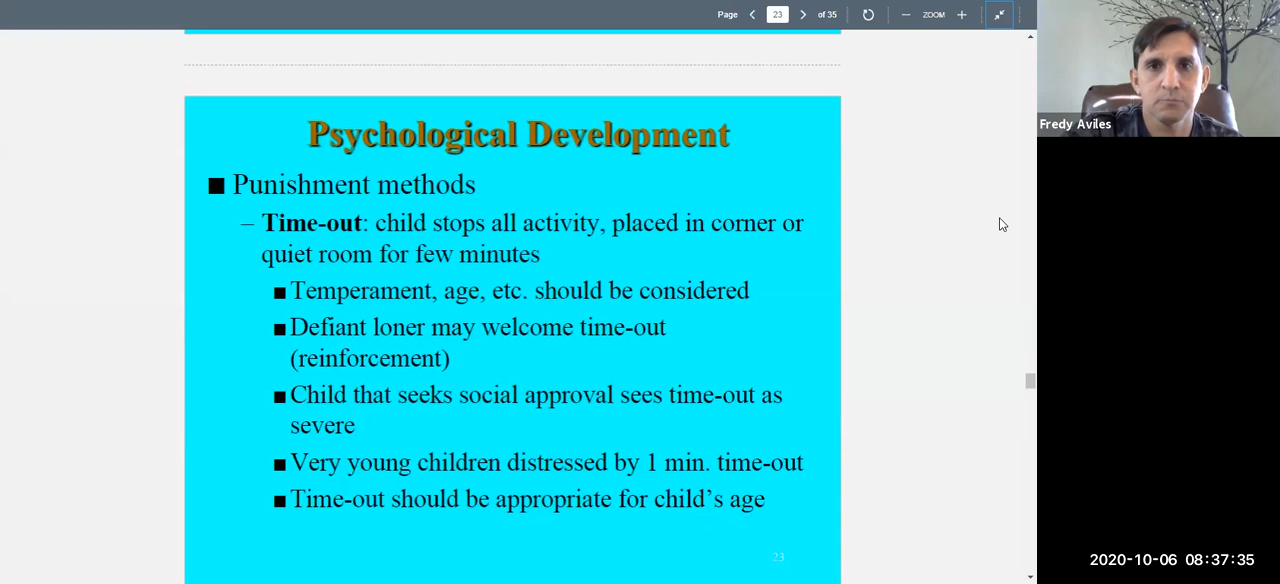 Page 23 of 35 ZOOM
Fredy Aviles
Psychological Development
■ Punishment methods
– Time-out: child stops all activity, placed in corner or
quiet room for few minutes
■ Temperament, age, etc. should be considered
■ Defiant loner may welcome time-out
(reinforcement)
■ Child that seeks social approval sees time-out as
severe
■ Very young children distressed by 1 min. time-out
■ Time-out should be appropriate for child's age
23
2020-10-06 08:37:35